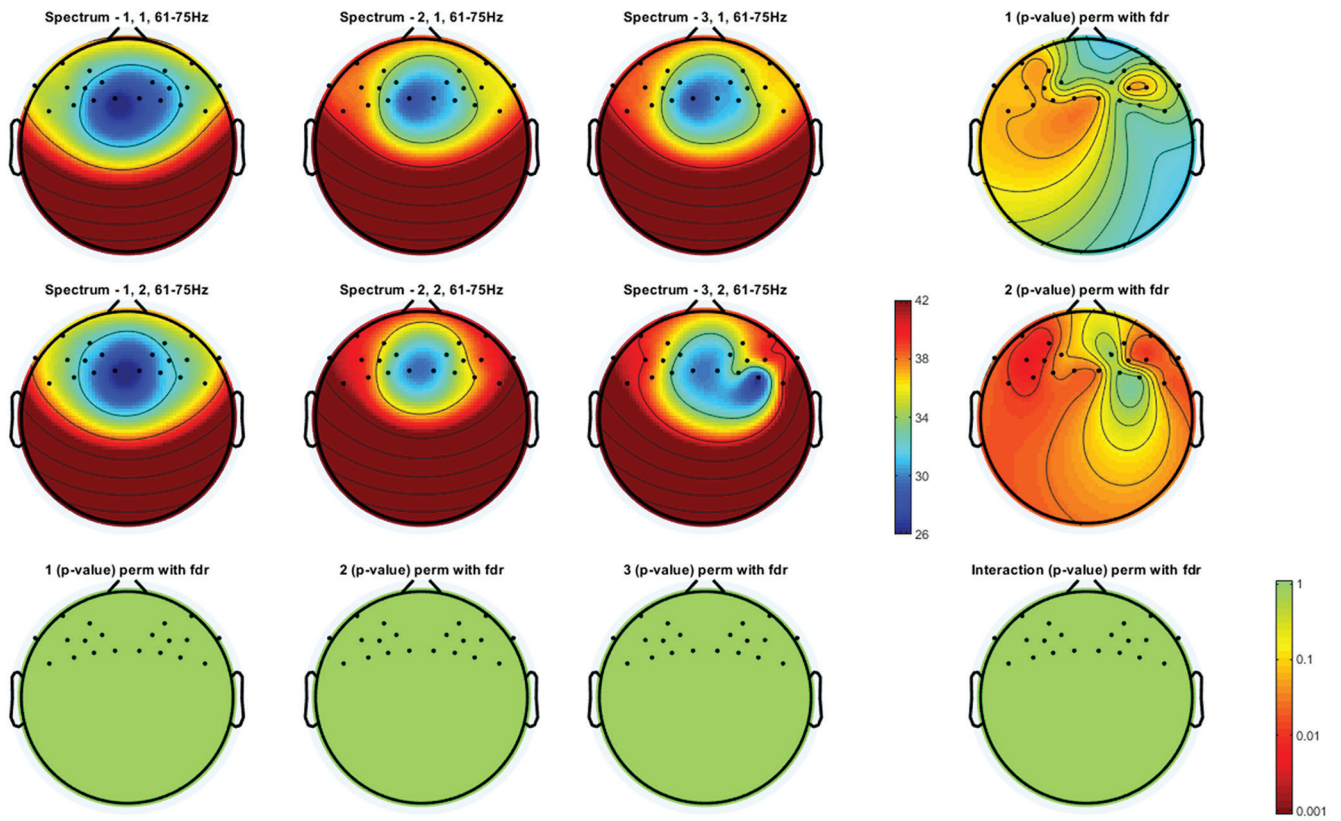 Spectrum - 1, 1, 61-75Hz
Spectrum - 2, 1, 61-75Hz
Spectrum - 3, 1, 61-75Hz
1 (p-value) perm with fdr
Spectrum - 1, 2, 61-75Hz
Spectrum - 2, 2, 61-75Hz
Spectrum - 3, 2, 61-75Hz
42
38
34
30
26
2 (p-value) perm with fdr
1 (p-value) perm with fdr
2 (p-value) perm with fdr
3 (p-value) perm with fdr
Interaction (p-value) perm with fdr
1
0.1
0.01
0.001